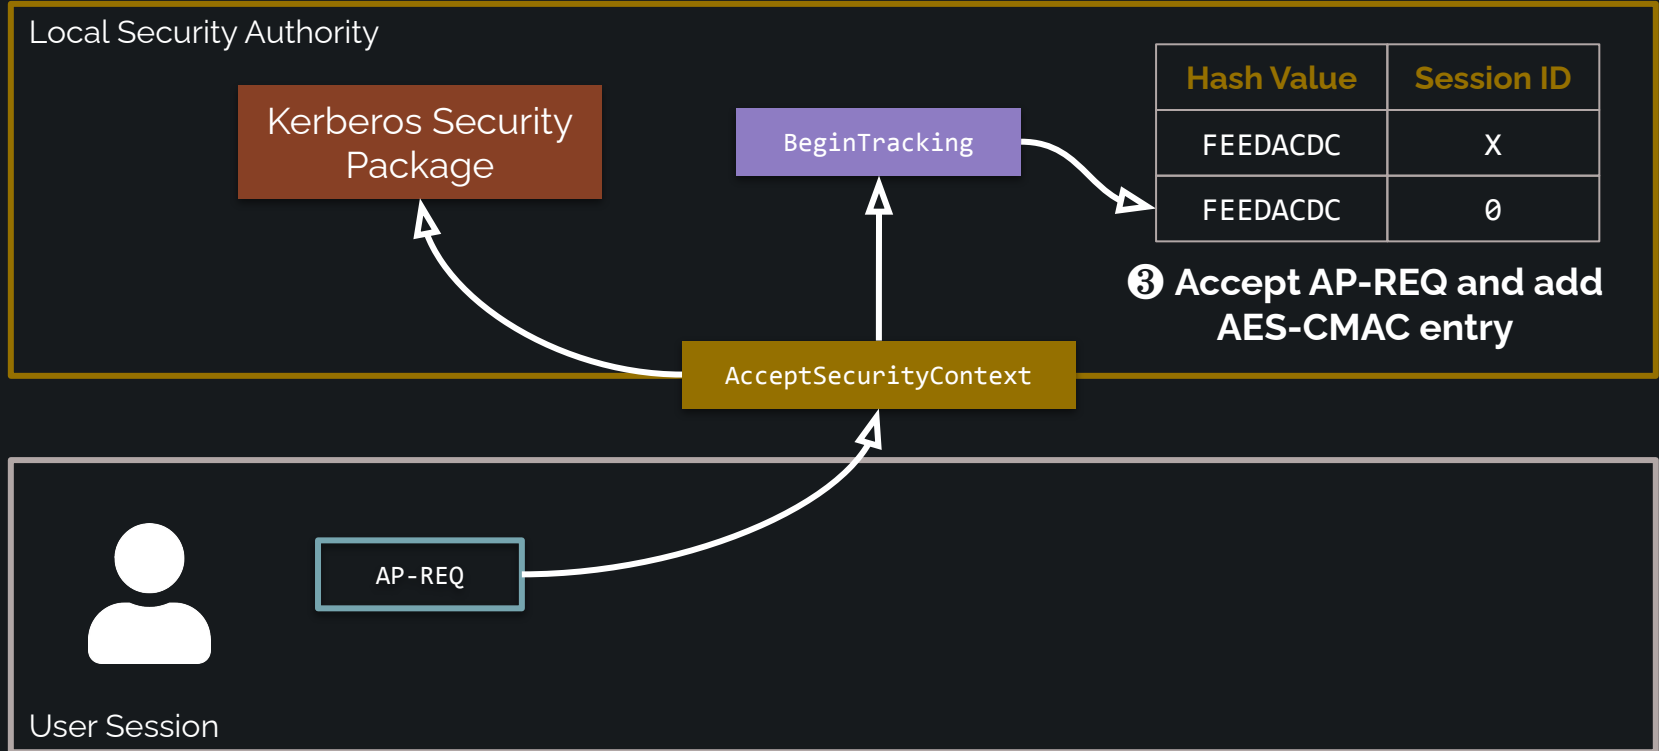 Local Security Authority
Kerberos Security
Package
BeginTracking
Hash Value Session ID
FEEDACDC X
FEEDACDC 0
❸ Accept AP-REQ and add
AES-CMAC entry
AcceptSecurityContext
AP-REQ
User Session